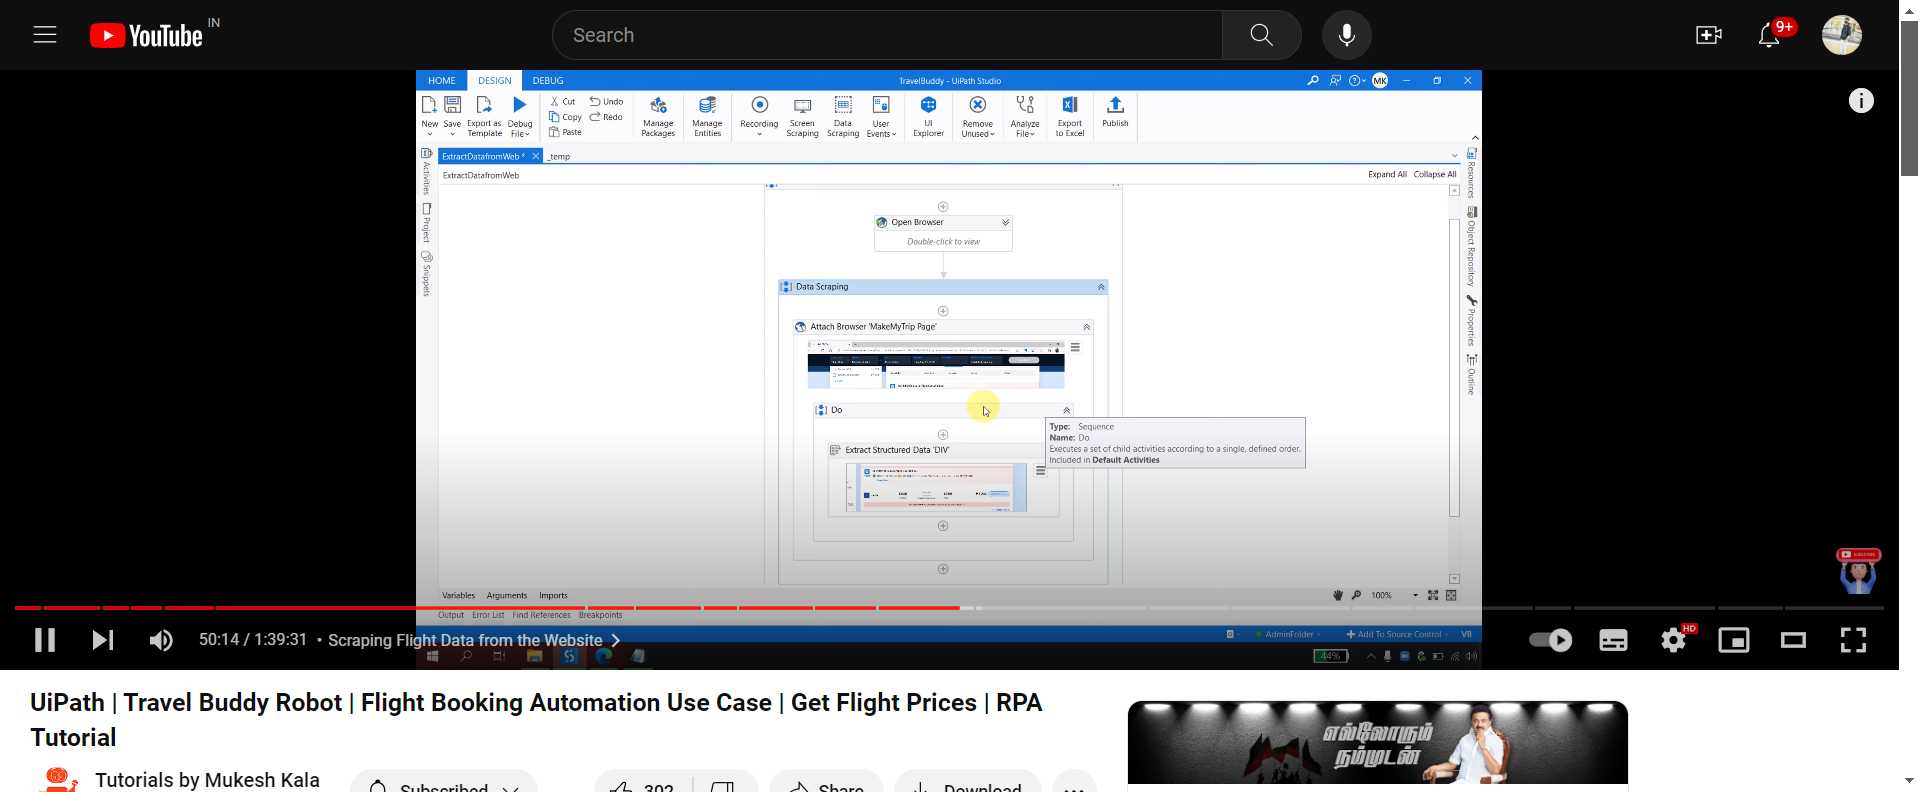 YouTube IN
Search
9+
HOME DESIGN DEBUG
TravelBuddy - UiPath Studio
MK
New Save Export as Template Debug File
Cut Copy Paste
Undo Redo
Manage Packages
Manage Entities
Recording
Screen Scraping
Data Scraping
User Events
UI Explorer
Remove Unused
Analyze File
Export to Excel
Publish
ExtractDatafromWeb * _temp
ExtractDatafromWeb
Expand All Collapse All
Activities
Project
Snippets
Resources
Object Repository
Properties
Outline
Open Browser
Double-click to view
Data Scraping
Attach Browser 'MakeMyTrip Page'
Do
Extract Structured Data 'DIV'
Type: Sequence
Name: Do
Executes a set of child activities according to a single, defined order.
Included in Default Activities
SUBSCRIBE
Variables Arguments Imports
100%
Output Error List Find References Breakpoints
AdminFolder
Add To Source Control
VB
50:14 / 1:39:31 • Scraping Flight Data from the Website
HD
44%
UiPath | Travel Buddy Robot | Flight Booking Automation Use Case | Get Flight Prices | RPA
Tutorial
Tutorials by Mukesh Kala
Subscribed
302
Share
Download
எல்லோரும்
நம்முடன்